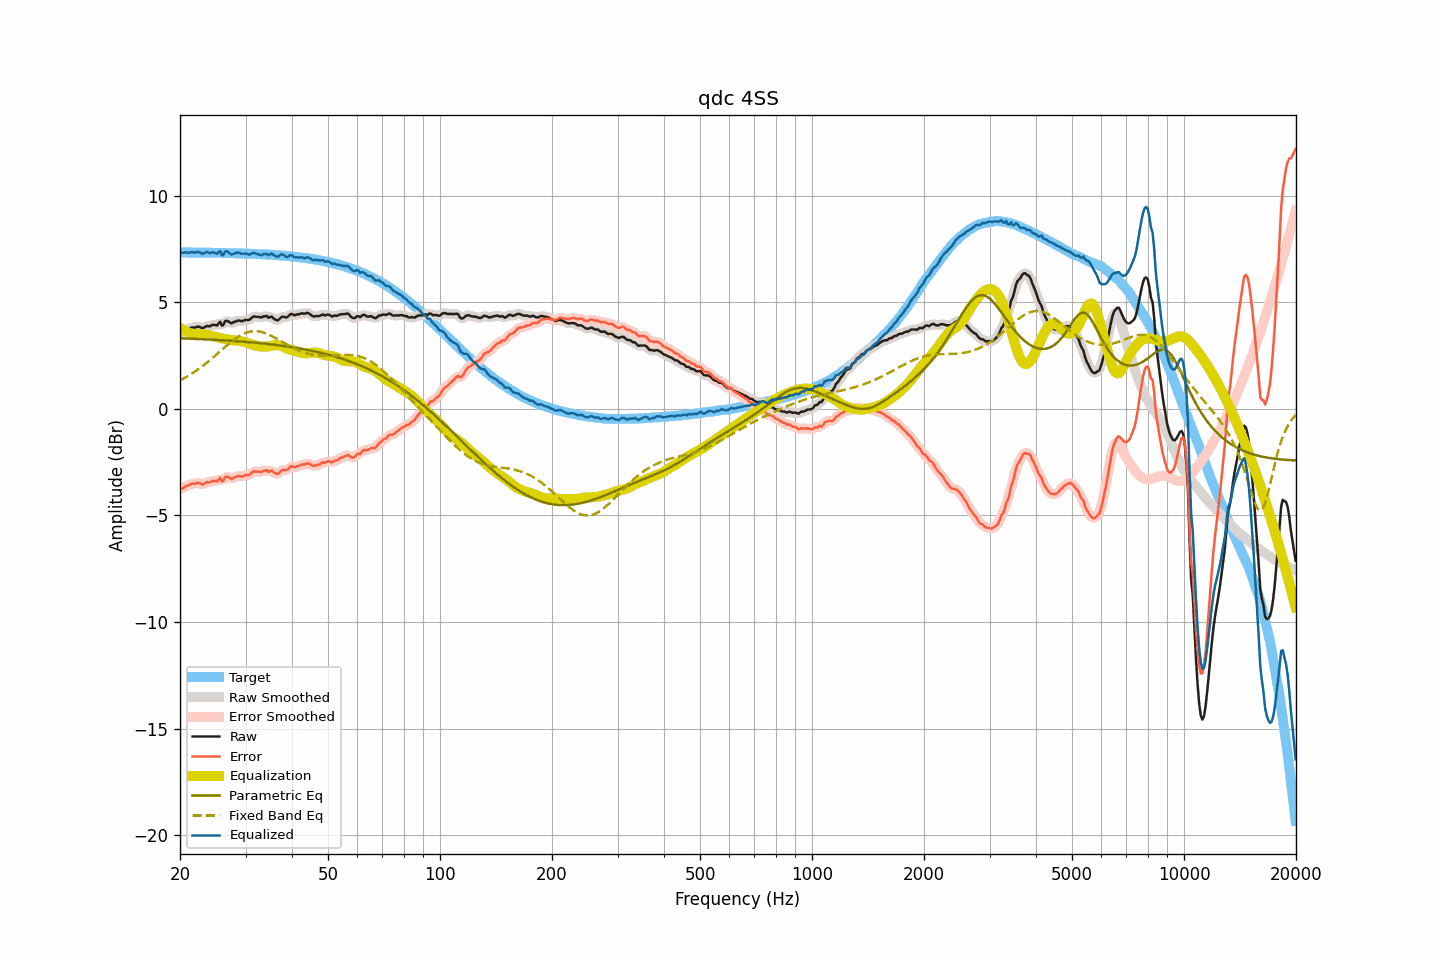 qdc 4SS
Amplitude (dBr)
10
5
0
−5
−10
−15
−20
Target
Raw Smoothed
Error Smoothed
Raw
Error
Equalization
Parametric Eq
Fixed Band Eq
Equalized
20 50 100 200 500 1000 2000 5000 10000 20000
Frequency (Hz)